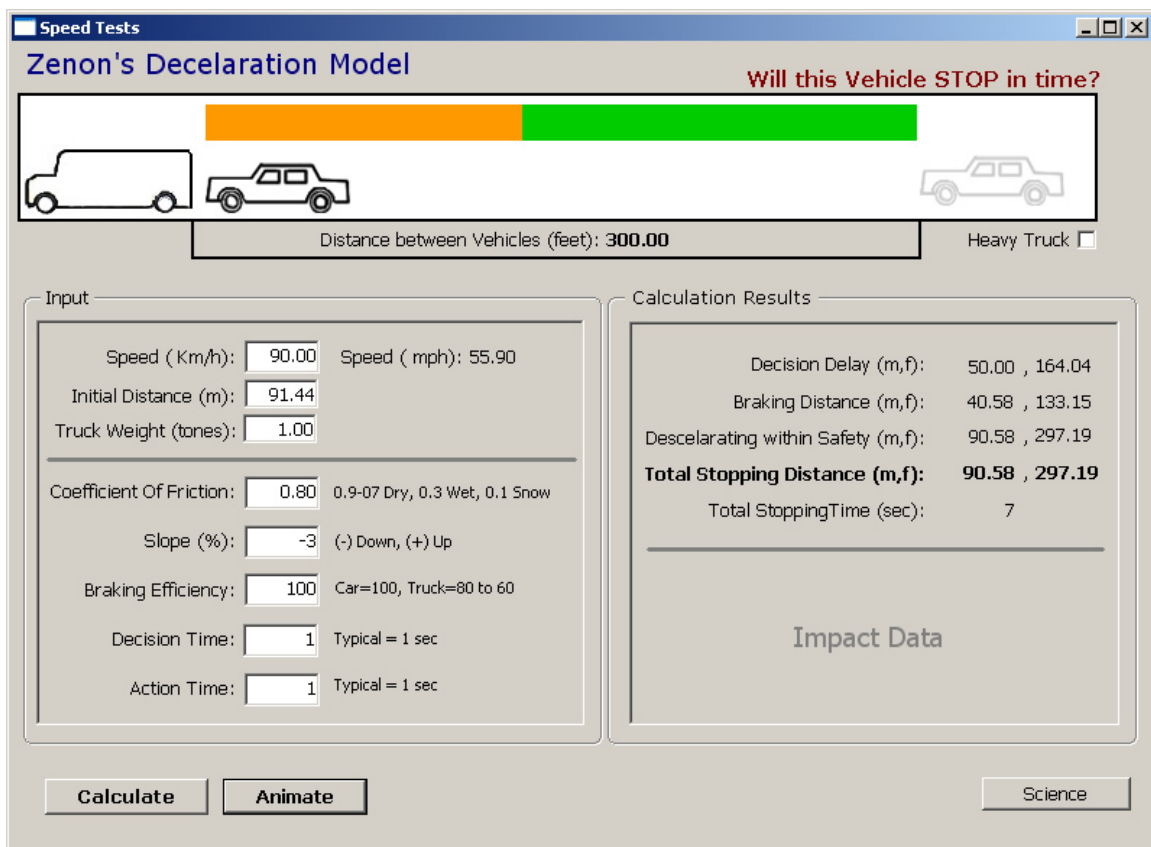 Speed Tests
Zenon's Decelaration Model
Will this Vehicle STOP in time?
Distance between Vehicles (feet): 300.00
Heavy Truck
Input
Speed ( Km/h): 90.00 Speed ( mph): 55.90
Initial Distance (m): 91.44
Truck Weight (tones): 1.00
Coefficient Of Friction: 0.80 0.9-07 Dry, 0.3 Wet, 0.1 Snow
Slope (%): -3 (-) Down, (+) Up
Braking Efficiency: 100 Car=100, Truck=80 to 60
Decision Time: 1 Typical = 1 sec
Action Time: 1 Typical = 1 sec
Calculation Results
Decision Delay (m,f): 50.00 , 164.04
Braking Distance (m,f): 40.58 , 133.15
Descelarating within Safety (m,f): 90.58 , 297.19
Total Stopping Distance (m,f): 90.58 , 297.19
Total StoppingTime (sec): 7
Impact Data
Calculate
Animate
Science